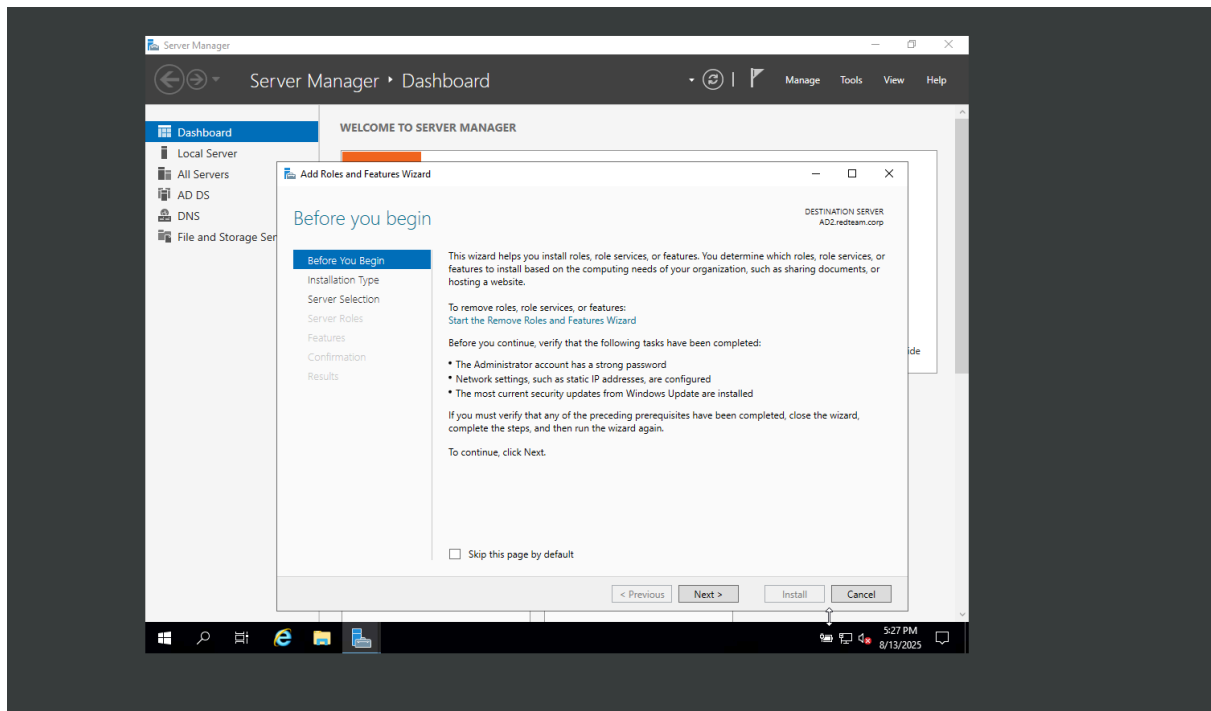 Server Manager
Server Manager • Dashboard
Manage Tools View Help
Dashboard
Local Server
All Servers
AD DS
DNS
File and Storage Ser
WELCOME TO SERVER MANAGER
Add Roles and Features Wizard
Before you begin
DESTINATION SERVER
AD2.redteam.corp
Before You Begin
Installation Type
Server Selection
Server Roles
Features
Confirmation
Results
This wizard helps you install roles, role services, or features. You determine which roles, role services, or
features to install based on the computing needs of your organization, such as sharing documents, or
hosting a website.
To remove roles, role services, or features:
Start the Remove Roles and Features Wizard
Before you continue, verify that the following tasks have been completed:
• The Administrator account has a strong password
• Network settings, such as static IP addresses, are configured
• The most current security updates from Windows Update are installed
If you must verify that any of the preceding prerequisites have been completed, close the wizard,
complete the steps, and then run the wizard again.
To continue, click Next.
Skip this page by default
< Previous Next > Install Cancel
ide
5:27 PM
8/13/2025